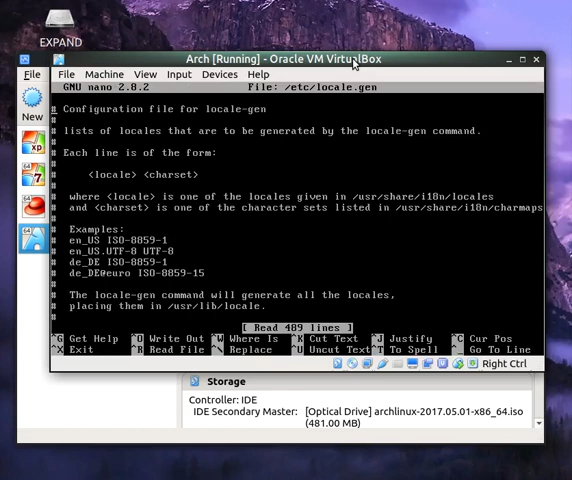 EXPAND
Arch [Running] - Oracle VM VirtualBox
File
File Machine View Input Devices Help
New
GNU nano 2.8.2 File: /etc/locale.gen
# Configuration file for locale-gen
#
# lists of locales that are to be generated by the locale-gen command.
#
# Each line is of the form:
#
#     <locale> <charset>
#
#  where <locale> is one of the locales given in /usr/share/i18n/locales
#  and <charset> is one of the character sets listed in /usr/share/i18n/charmaps
#
#  Examples:
#  en_US ISO-8859-1
#  en_US.UTF-8 UTF-8
#  de_DE ISO-8859-1
#  de_DE@euro ISO-8859-15
#
#  The locale-gen command will generate all the locales,
#  placing them in /usr/lib/locale.
#
[ Read 489 lines ]
^G Get Help ^O Write Out ^W Where Is ^K Cut Text ^J Justify ^C Cur Pos
^X Exit ^R Read File ^\ Replace ^U Uncut Text ^T To Spell ^_ Go To Line
Right Ctrl
Storage
Controller: IDE
IDE Secondary Master: [Optical Drive] archlinux-2017.05.01-x86_64.iso
(481.00 MB)
xp
7
64
64
64